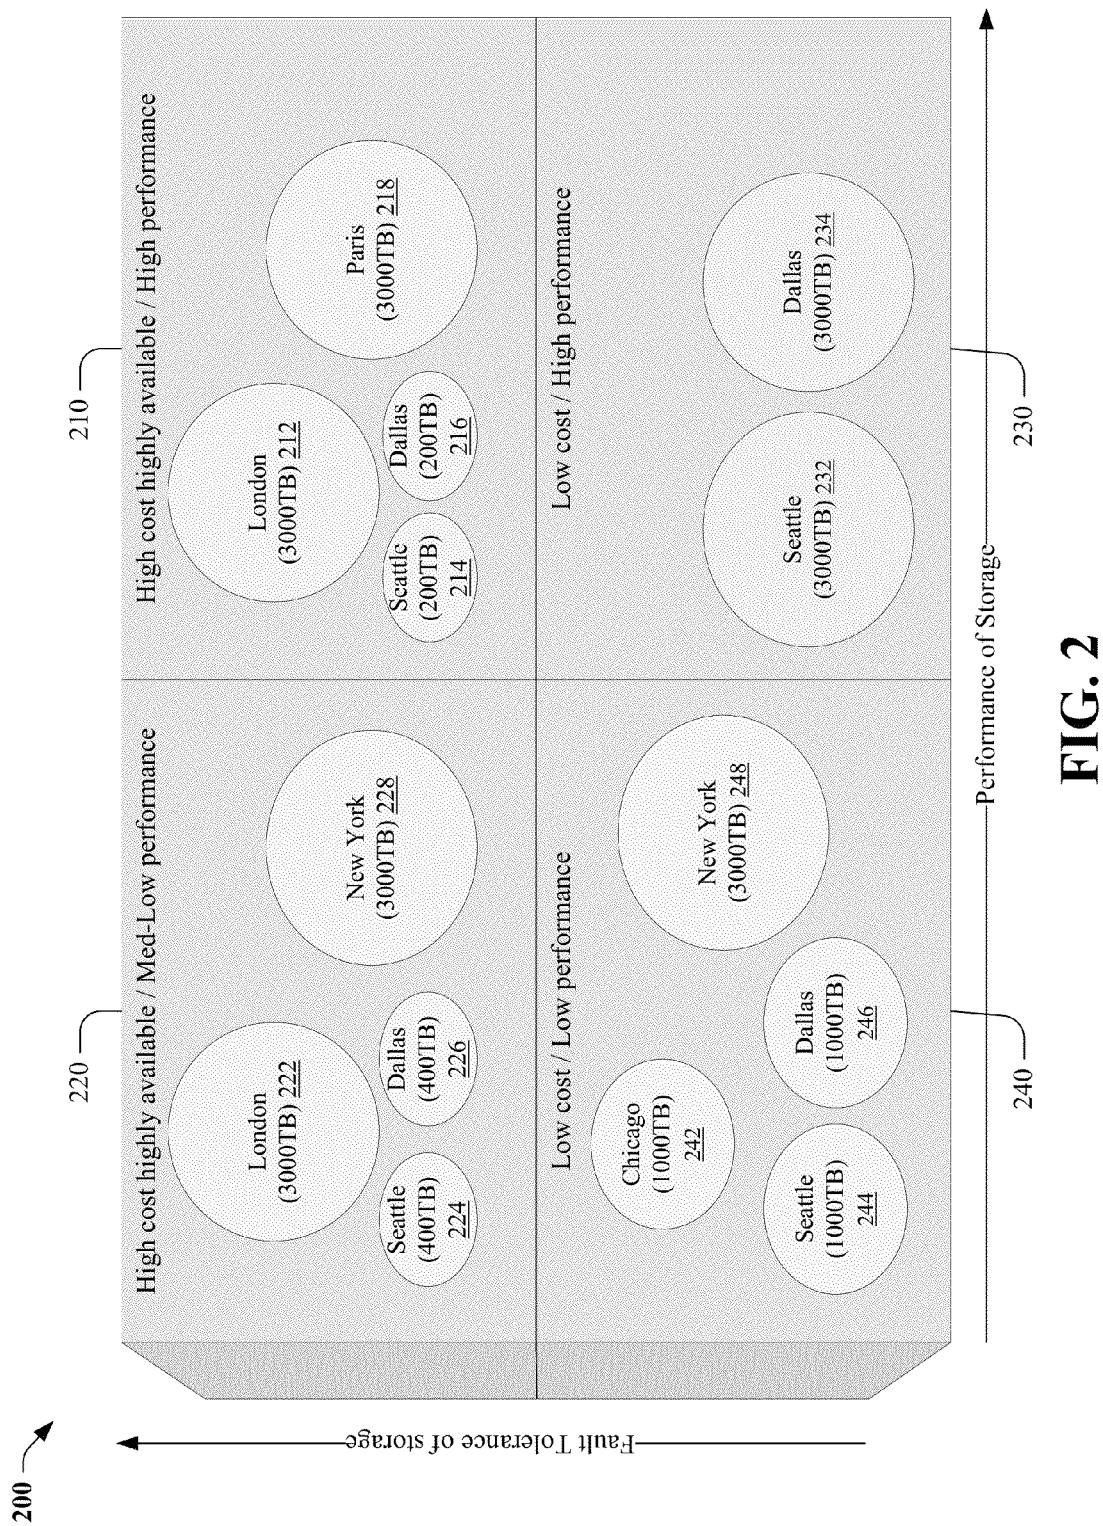 200
220
210
High cost highly available / Med-Low performance
London
(3000TB) 222
Seattle
(400TB)
224
Dallas
(400TB)
226
New York
(3000TB) 228
High cost highly available / High performance
London
(3000TB) 212
Seattle
(200TB)
214
Dallas
(200TB)
216
Paris
(3000TB) 218
Low cost / Low performance
Chicago
(1000TB)
242
Seattle
(1000TB)
244
Dallas
(1000TB)
246
New York
(3000TB) 248
Low cost / High performance
Seattle
(3000TB) 232
Dallas
(3000TB) 234
Fault Tolerance of storage
Performance of Storage
240
230
FIG. 2